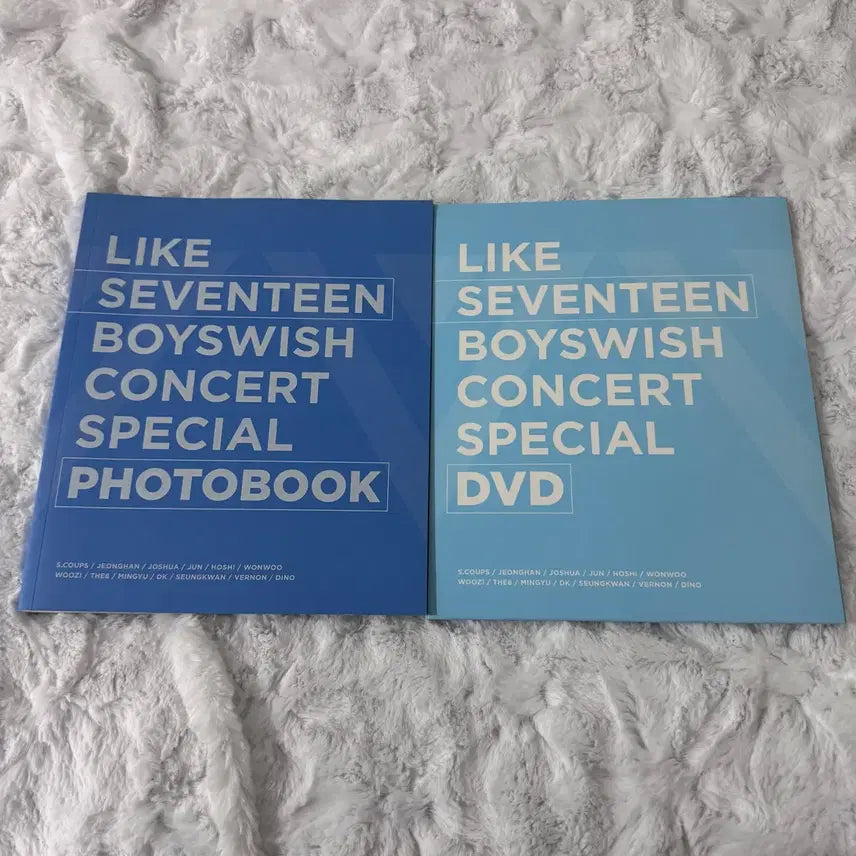 LIKE
SEVENTEEN
BOYSWISH
CONCERT
SPECIAL
PHOTOBOOK
S.COUPS / JEONGHAN / JOSHUA / JUN / HOSHI / WONWOO
WOOZI / THE8 / MINGYU / DK / SEUNGKWAN / VERNON / DINO
LIKE
SEVENTEEN
BOYSWISH
CONCERT
SPECIAL
DVD
S.COUPS / JEONGHAN / JOSHUA / JUN / HOSHI / WONWOO
WOOZI / THE8 / MINGYU / DK / SEUNGKWAN / VERNON / DINO